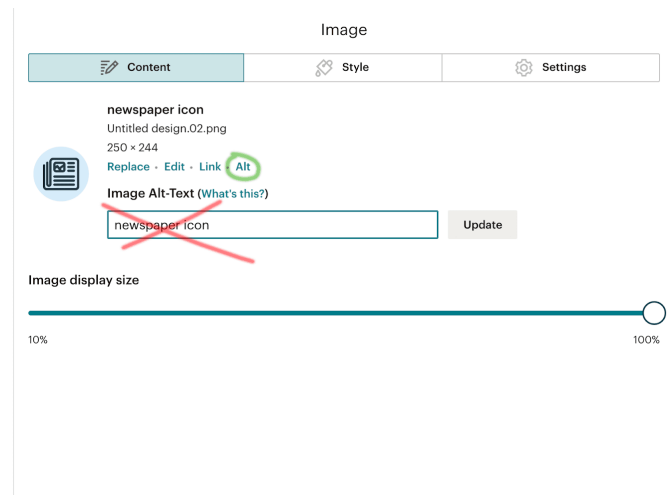 Image
Content Style Settings
newspaper icon
Untitled design.02.png
250 × 244
Replace • Edit • Link • Alt
Image Alt-Text (What's this?)
newspaper icon Update
Image display size
10% 100%